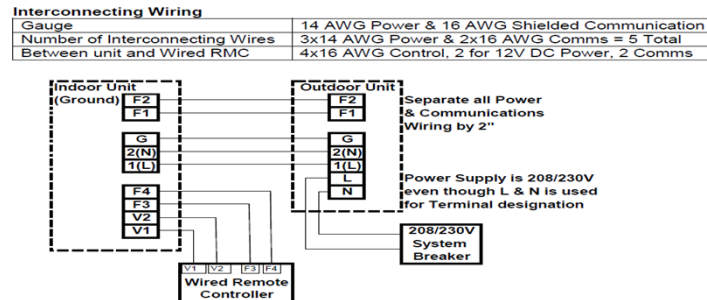 Interconnecting Wiring
Gauge 14 AWG Power & 16 AWG Shielded Communication
Number of Interconnecting Wires 3x14 AWG Power & 2x16 AWG Comms = 5 Total
Between unit and Wired RMC 4x16 AWG Control, 2 for 12V DC Power, 2 Comms
Indoor Unit
(Ground)
F2
F1
G
2(N)
1(L)
F4
F3
V2
V1
Outdoor Unit
F2
F1
G
2(N)
1(L)
L
N
Separate all Power
& Communications
Wiring by 2"
Power Supply is 208/230V
even though L & N is used
for Terminal designation
208/230V
System
Breaker
V1 V2 F3 F4
Wired Remote
Controller